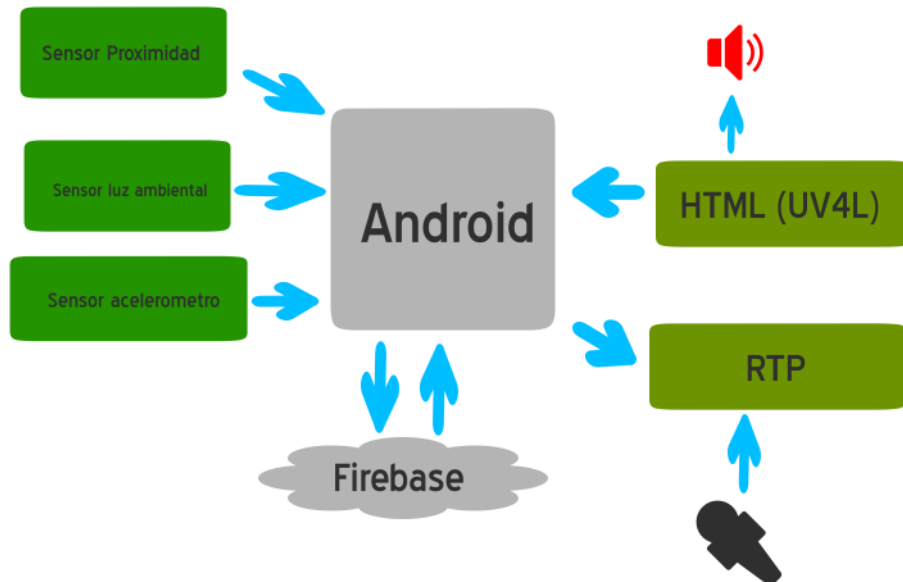 Sensor Proximidad
Sensor luz ambiental
Sensor acelerometro
Android
HTML (UV4L)
RTP
Firebase